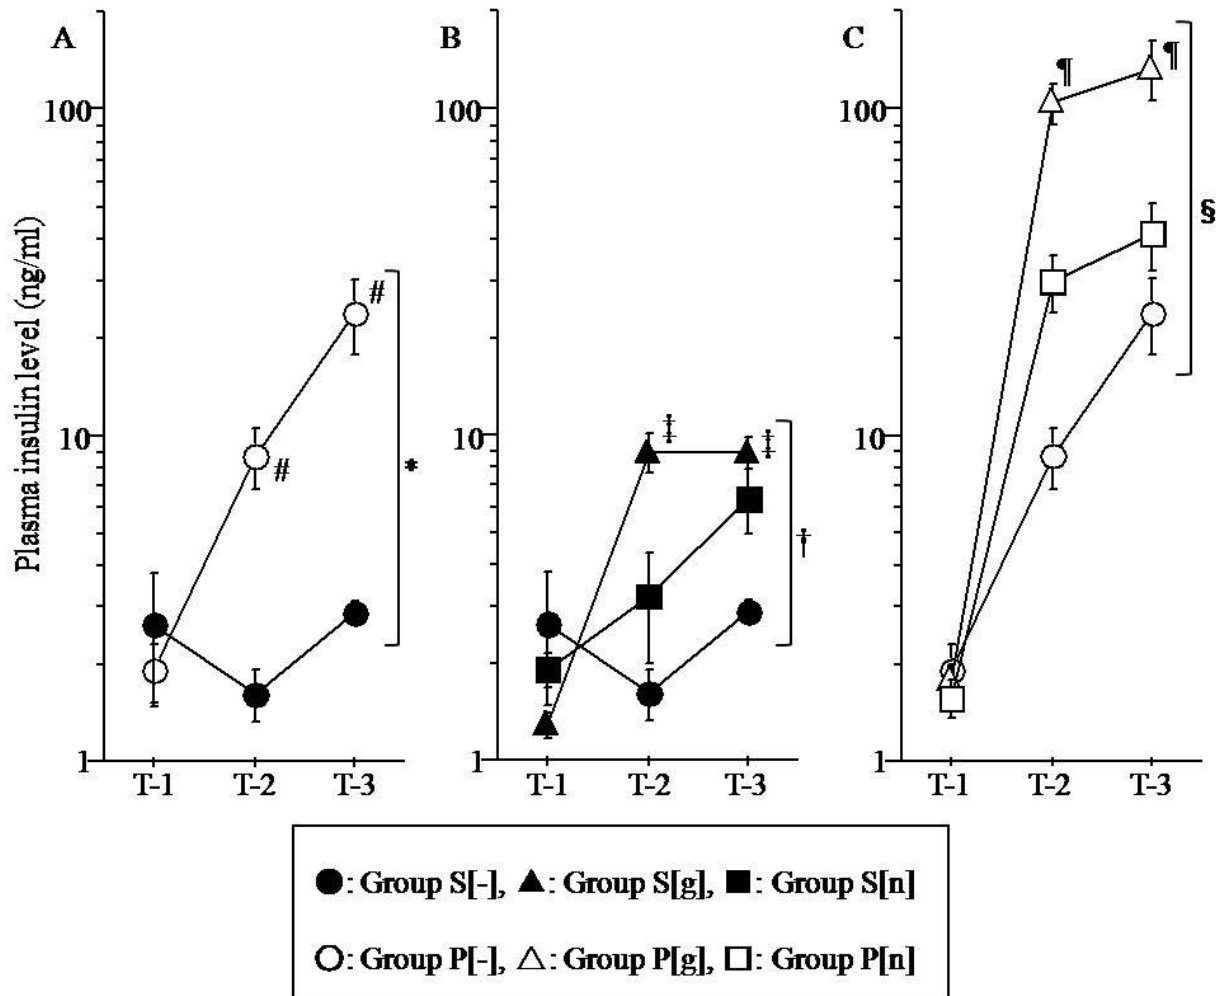 A
B
C
Plasma insulin level (ng/ml)
100
10
1
T-1
T-2
T-3
#
#
*
100
10
1
T-1
T-2
T-3
‡
‡
†
100
10
1
T-1
T-2
T-3
¶
¶
§
●: Group S[-], ▲: Group S[g], ■: Group S[n]
○: Group P[-], △: Group P[g], □: Group P[n]